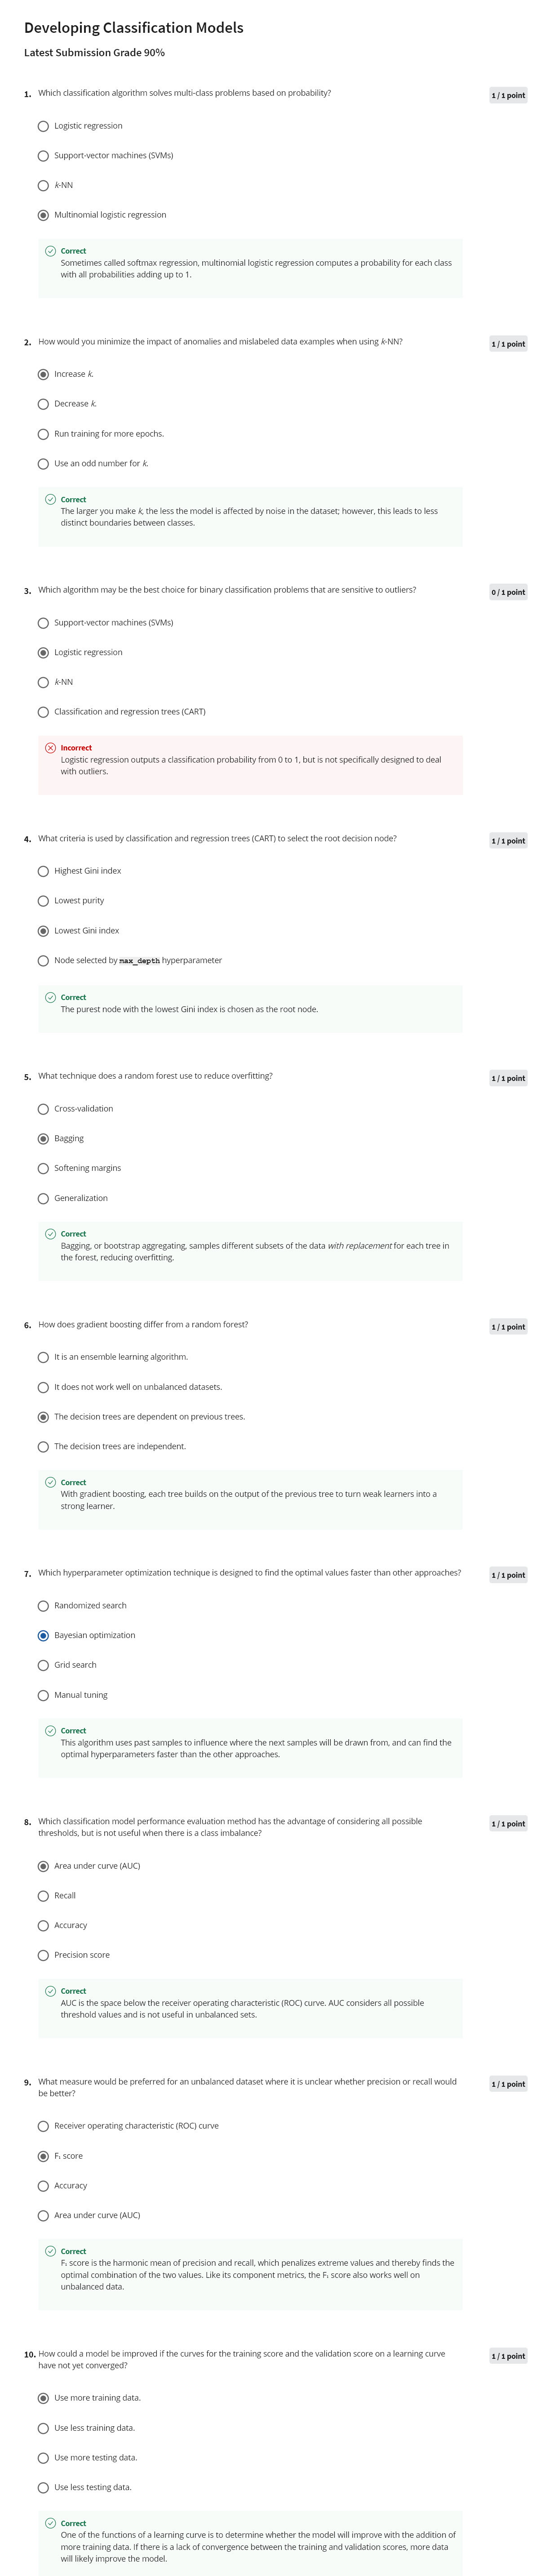 Developing Classification Models
Latest Submission Grade 90%
1. Which classification algorithm solves multi-class problems based on probability?
1 / 1 point
Logistic regression
Support-vector machines (SVMs)
k-NN
Multinomial logistic regression
Correct
Sometimes called softmax regression, multinomial logistic regression computes a probability for each class
with all probabilities adding up to 1.
2. How would you minimize the impact of anomalies and mislabeled data examples when using k-NN?
1 / 1 point
Increase k.
Decrease k.
Run training for more epochs.
Use an odd number for k.
Correct
The larger you make k, the less the model is affected by noise in the dataset; however, this leads to less
distinct boundaries between classes.
3. Which algorithm may be the best choice for binary classification problems that are sensitive to outliers?
0 / 1 point
Support-vector machines (SVMs)
Logistic regression
k-NN
Classification and regression trees (CART)
Incorrect
Logistic regression outputs a classification probability from 0 to 1, but is not specifically designed to deal
with outliers.
4. What criteria is used by classification and regression trees (CART) to select the root decision node?
1 / 1 point
Highest Gini index
Lowest purity
Lowest Gini index
Node selected by max_depth hyperparameter
Correct
The purest node with the lowest Gini index is chosen as the root node.
5. What technique does a random forest use to reduce overfitting?
1 / 1 point
Cross-validation
Bagging
Softening margins
Generalization
Correct
Bagging, or bootstrap aggregating, samples different subsets of the data with replacement for each tree in
the forest, reducing overfitting.
6. How does gradient boosting differ from a random forest?
1 / 1 point
It is an ensemble learning algorithm.
It does not work well on unbalanced datasets.
The decision trees are dependent on previous trees.
The decision trees are independent.
Correct
With gradient boosting, each tree builds on the output of the previous tree to turn weak learners into a
strong learner.
7. Which hyperparameter optimization technique is designed to find the optimal values faster than other approaches?
1 / 1 point
Randomized search
Bayesian optimization
Grid search
Manual tuning
Correct
This algorithm uses past samples to influence where the next samples will be drawn from, and can find the
optimal hyperparameters faster than the other approaches.
8. Which classification model performance evaluation method has the advantage of considering all possible
thresholds, but is not useful when there is a class imbalance?
1 / 1 point
Area under curve (AUC)
Recall
Accuracy
Precision score
Correct
AUC is the space below the receiver operating characteristic (ROC) curve. AUC considers all possible
threshold values and is not useful in unbalanced sets.
9. What measure would be preferred for an unbalanced dataset where it is unclear whether precision or recall would
be better?
1 / 1 point
Receiver operating characteristic (ROC) curve
F₁ score
Accuracy
Area under curve (AUC)
Correct
F₁ score is the harmonic mean of precision and recall, which penalizes extreme values and thereby finds the
optimal combination of the two values. Like its component metrics, the F₁ score also works well on
unbalanced data.
10. How could a model be improved if the curves for the training score and the validation score on a learning curve
have not yet converged?
1 / 1 point
Use more training data.
Use less training data.
Use more testing data.
Use less testing data.
Correct
One of the functions of a learning curve is to determine whether the model will improve with the addition of
more training data. If there is a lack of convergence between the training and validation scores, more data
will likely improve the model.